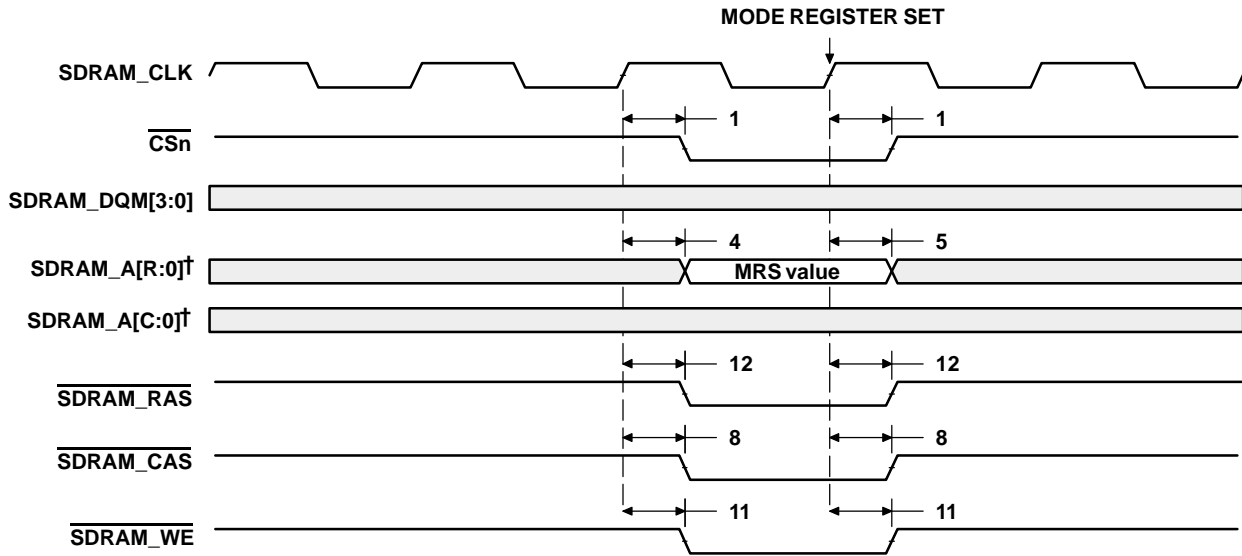 MODE REGISTER SET
SDRAM_CLK
1 1
CSn
SDRAM_DQM[3:0]
4 5
SDRAM_A[R:0]† MRS value
SDRAM_A[C:0]†
12 12
SDRAM_RAS
8 8
SDRAM_CAS
11 11
SDRAM_WE